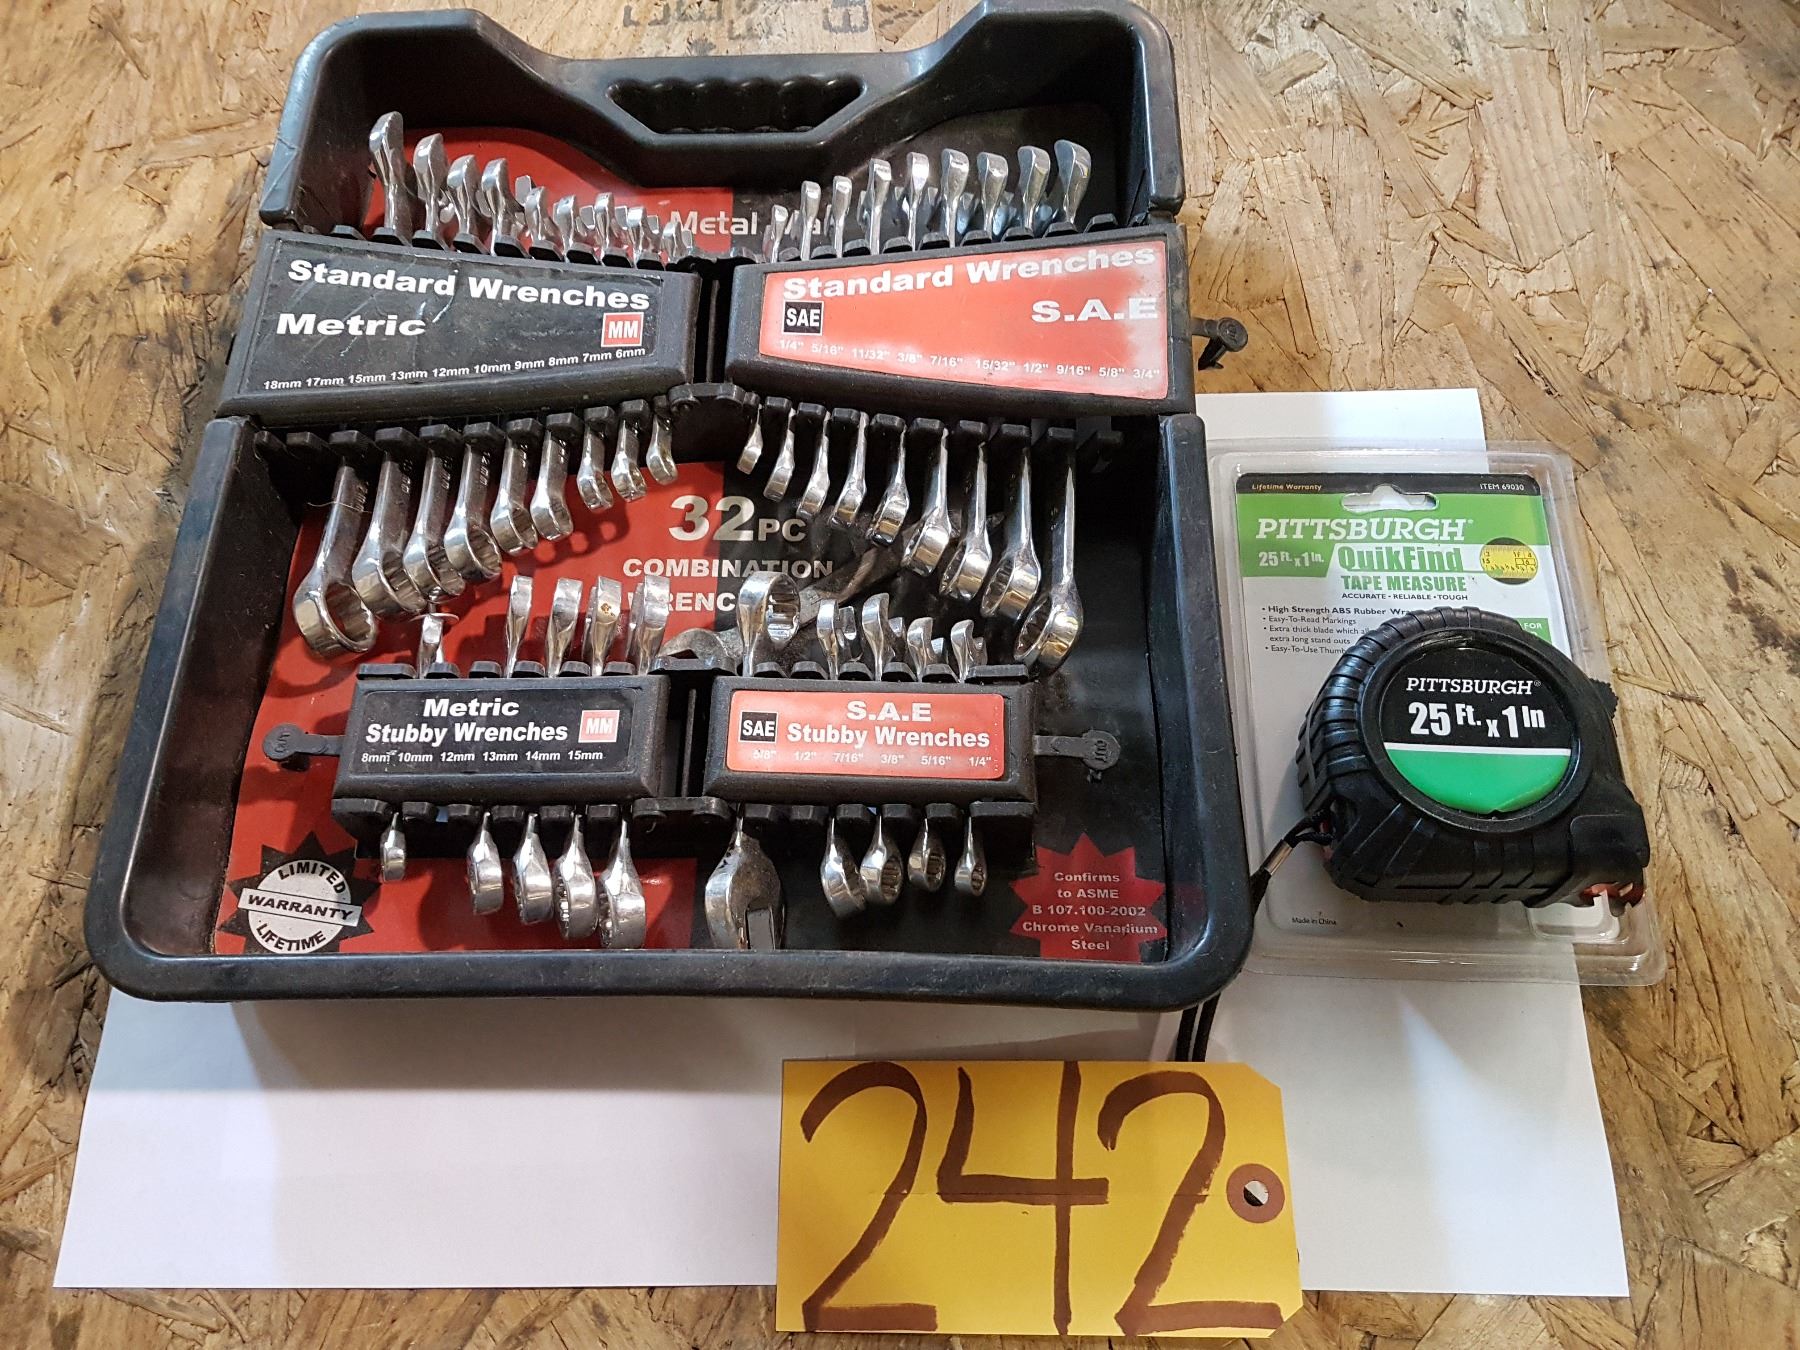 Metal
Standard Wrenches
Metric
MM
18mm 17mm 15mm 13mm 12mm 10mm 9mm 8mm 7mm 6mm
Standard Wrenches
SAE
S.A.E
1/4" 5/16" 11/32" 3/8" 7/16" 15/32" 1/2" 9/16" 5/8" 3/4"
32PC
COMBINATION
Metric
Stubby Wrenches
MM
8mm 10mm 12mm 13mm 14mm 15mm
SAE
S.A.E
Stubby Wrenches
5/8" 1/2" 7/16" 3/8" 5/16" 1/4"
LIMITED
WARRANTY
LIFETIME
Confirms
to ASME
B 107.100-2002
Chrome Vanadium
Steel
Lifetime Warranty
ITEM 69030
PITTSBURGH®
25 Ft. x 1 In.
QuikFind
TAPE MEASURE
ACCURATE • RELIABLE • TOUGH
• High Strength ABS Rubber
• Easy-To-Read Markings
• Extra thick blade which
extra long stand outs
• Easy-To-Use
PITTSBURGH®
25 Ft. x 1 In
Made in China
242